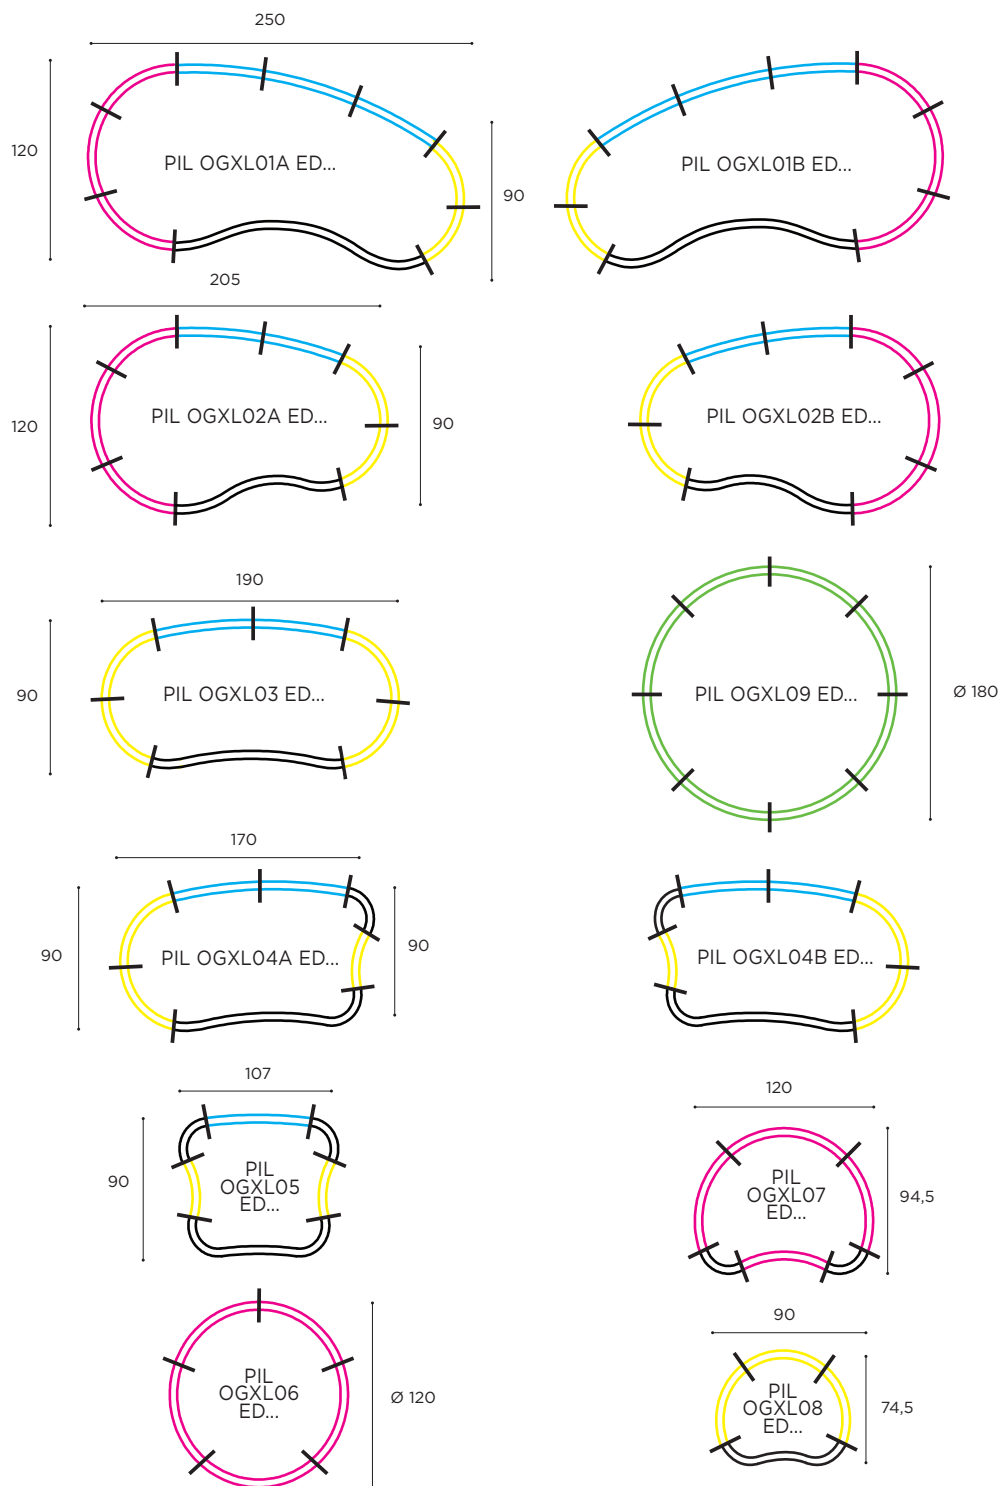 250
120
PIL OGXL01A ED...
90
PIL OGXL01B ED...
205
120
PIL OGXL02A ED...
90
PIL OGXL02B ED...
190
90
PIL OGXL03 ED...
PIL OGXL09 ED...
Ø 180
170
90
PIL OGXL04A ED...
90
PIL OGXL04B ED...
107
90
PIL
OGXL05
ED...
120
PIL
OGXL07
ED...
94,5
PIL
OGXL06
ED...
Ø 120
90
PIL
OGXL08
ED...
74,5